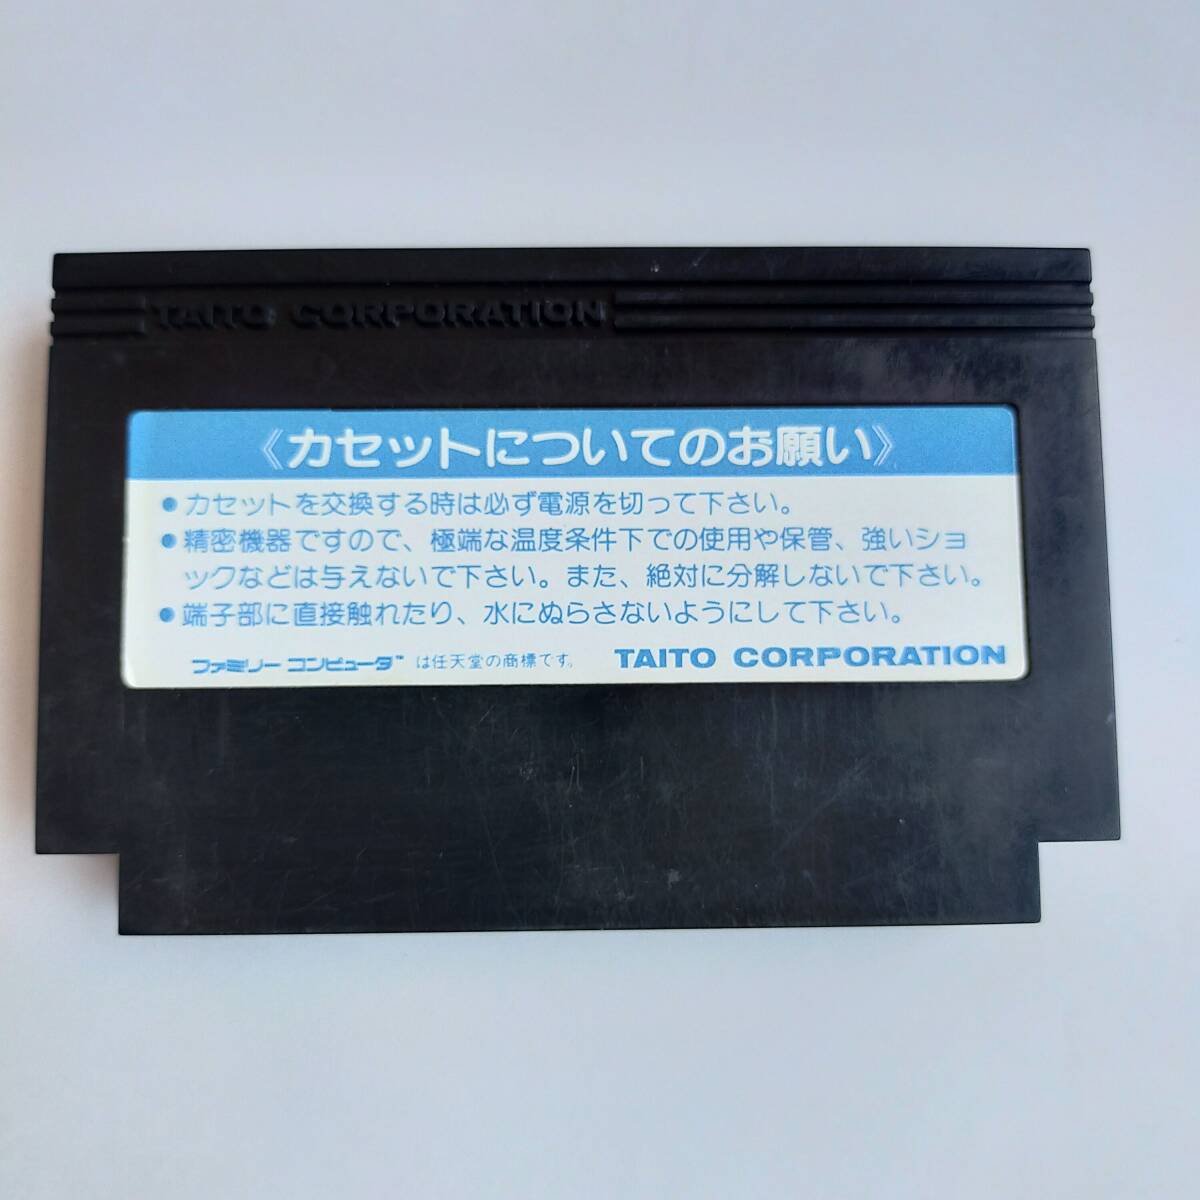 TAITO CORPORATION
《カセットについてのお願い》
●カセットを交換する時は必ず電源を切って下さい。
●精密機器ですので、極端な温度条件下での使用や保管、強いショ
ックなどは与えないで下さい。また、絶対に分解しないで下さい。
●端子部に直接触れたり、水にぬらさないようにして下さい。
ファミリーコンピュータ™は任天堂の商標です。 TAITO CORPORATION